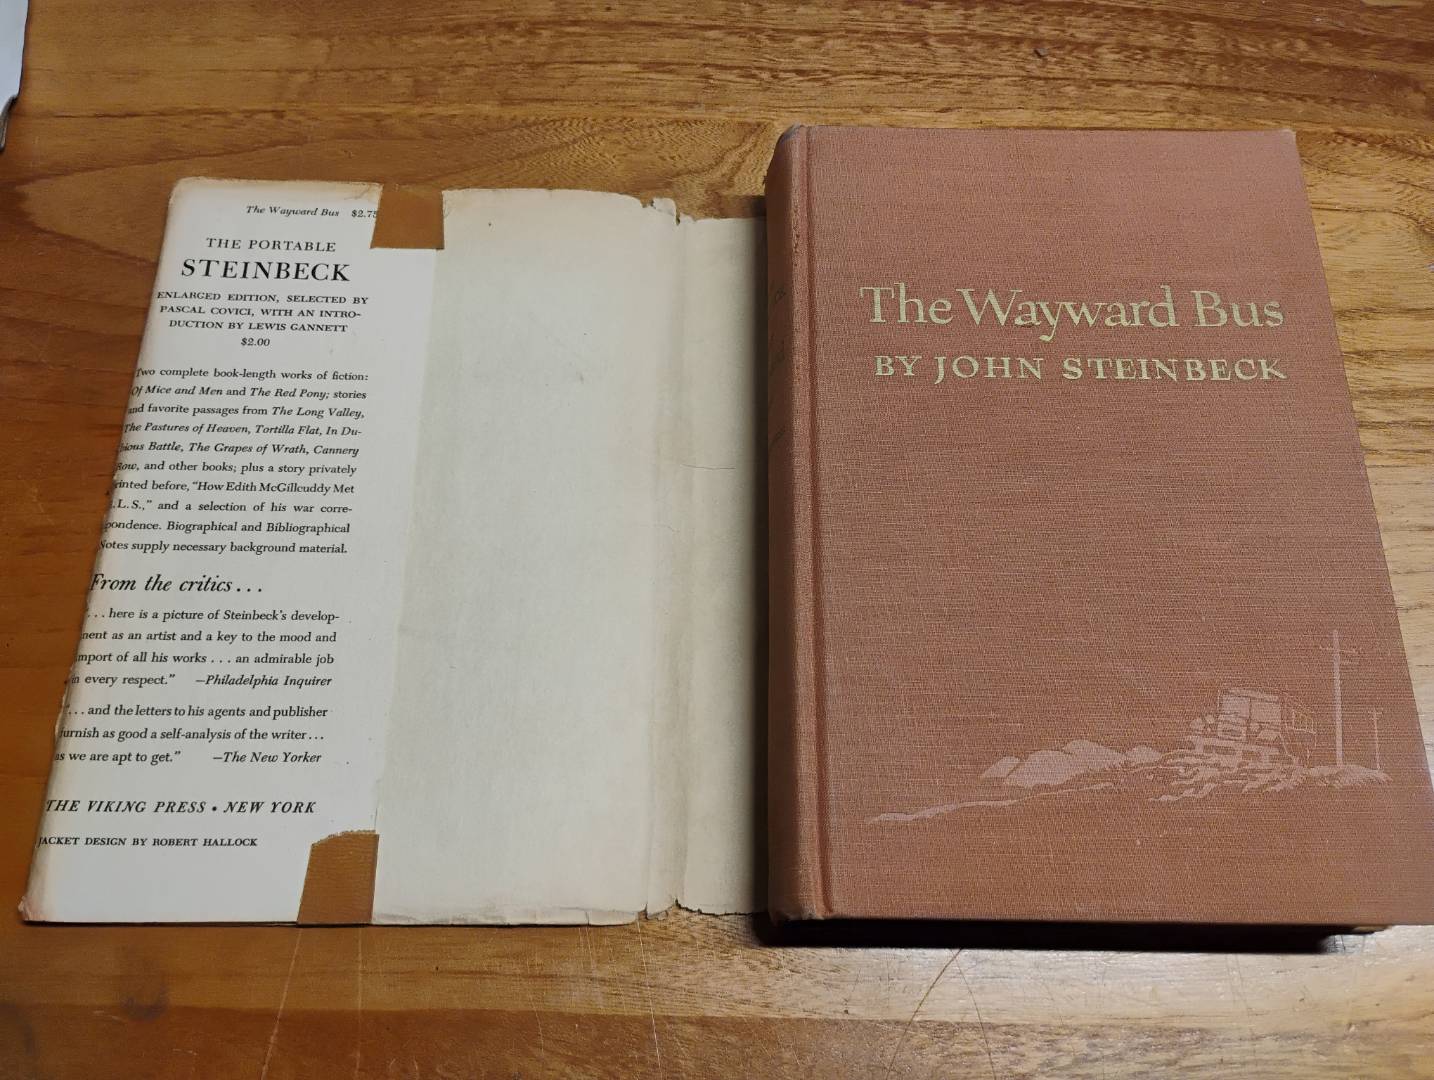 The Wayward Bus $2.75
THE PORTABLE
STEINBECK
ENLARGED EDITION, SELECTED BY
PASCAL COVICI, WITH AN INTRO-
DUCTION BY LEWIS GANNETT
$2.00
Two complete book-length works of fiction:
Of Mice and Men and The Red Pony; stories
and favorite passages from The Long Valley,
The Pastures of Heaven, Tortilla Flat, In Du-
bious Battle, The Grapes of Wrath, Cannery
Row, and other books; plus a story privately
printed before, "How Edith McGillcuddy Met
.L.S.," and a selection of his war corre-
spondence. Biographical and Bibliographical
Notes supply necessary background material.
From the critics...
"...here is a picture of Steinbeck's develop-
ment as an artist and a key to the mood and
import of all his works ... an admirable job
in every respect." —Philadelphia Inquirer
"...and the letters to his agents and publisher
furnish as good a self-analysis of the writer...
as we are apt to get." —The New Yorker
THE VIKING PRESS • NEW YORK
JACKET DESIGN BY ROBERT HALLOCK
The Wayward Bus
BY JOHN STEINBECK